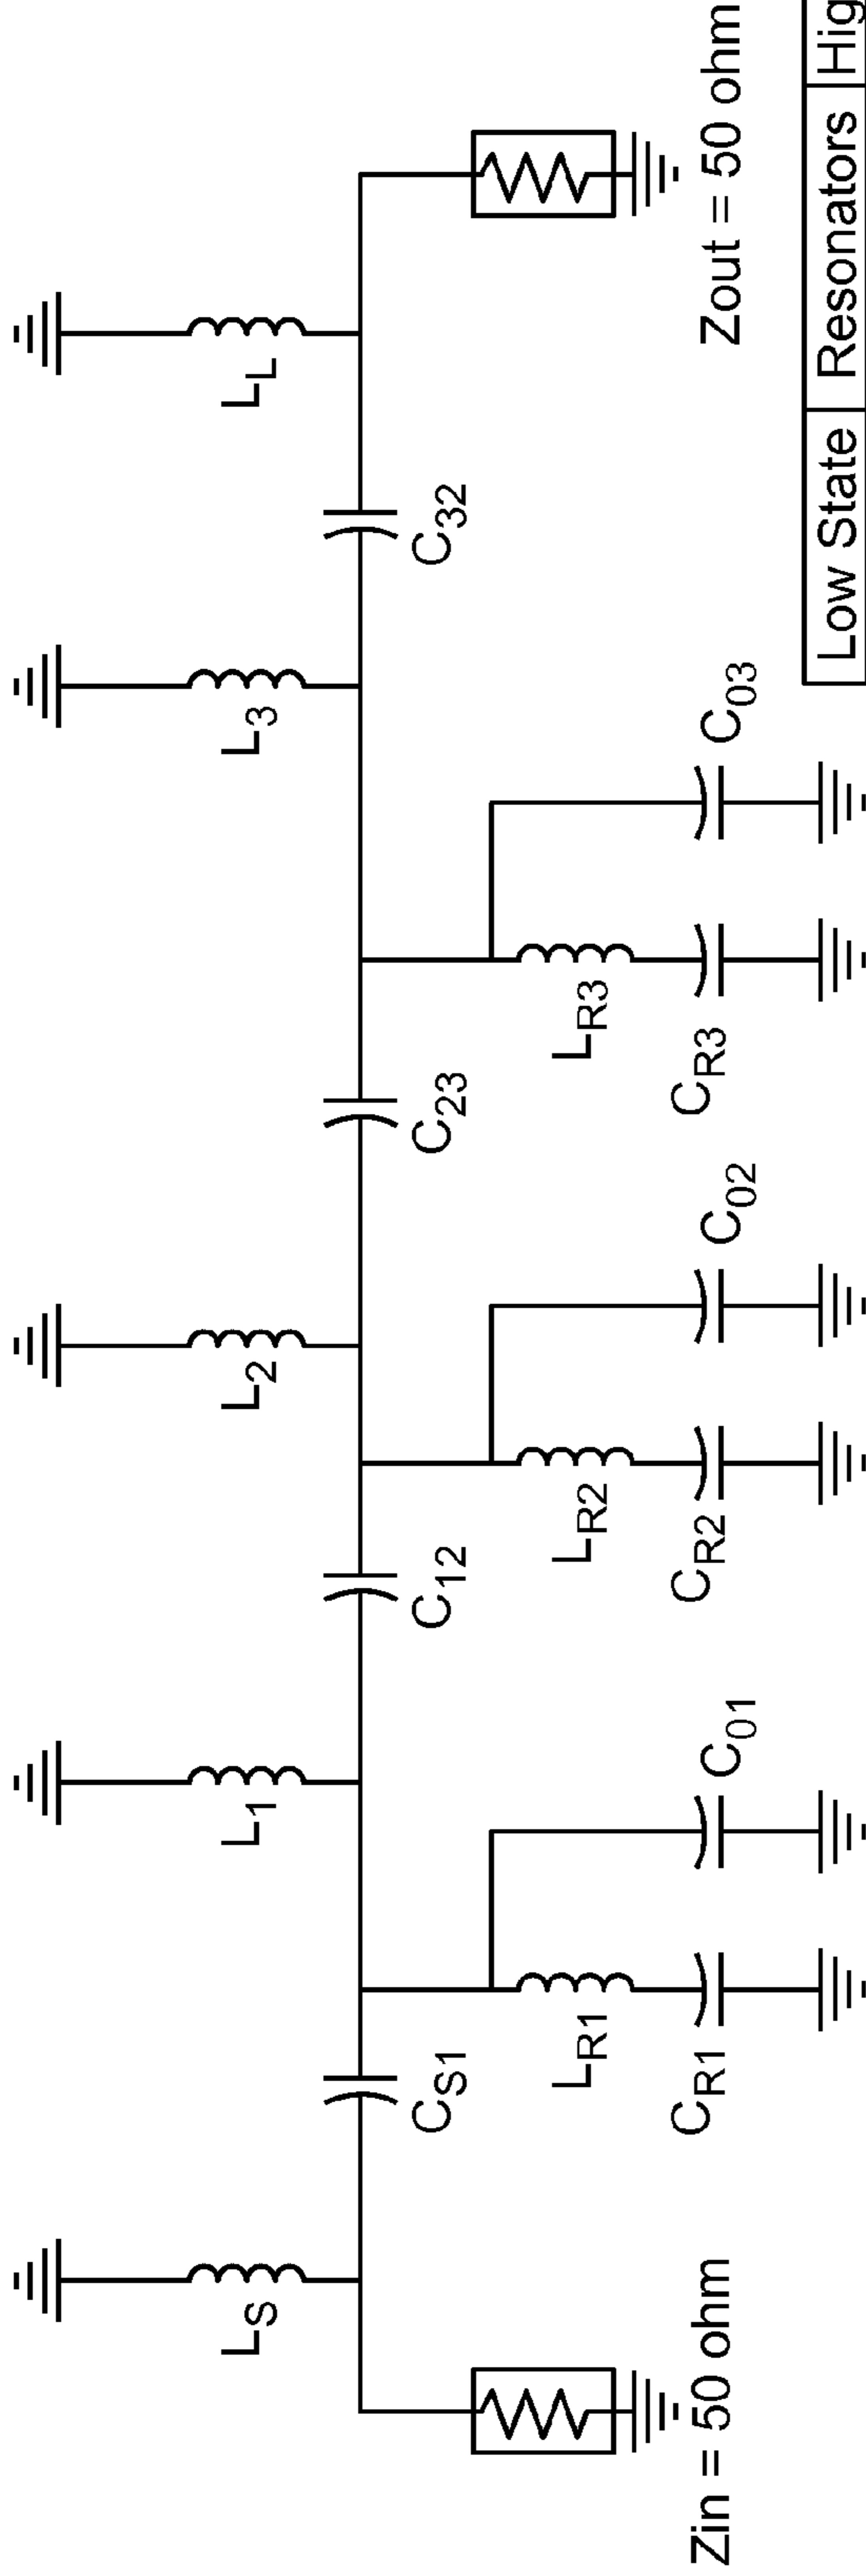 L_S
L_1
L_2
L_3
L_L
C_S1
C_12
C_23
C_32
L_R1
L_R2
L_R3
C_R1
C_01
C_R2
C_02
C_R3
C_03
Zin = 50 ohm
Zout = 50 ohm
Low State Resonators Hig